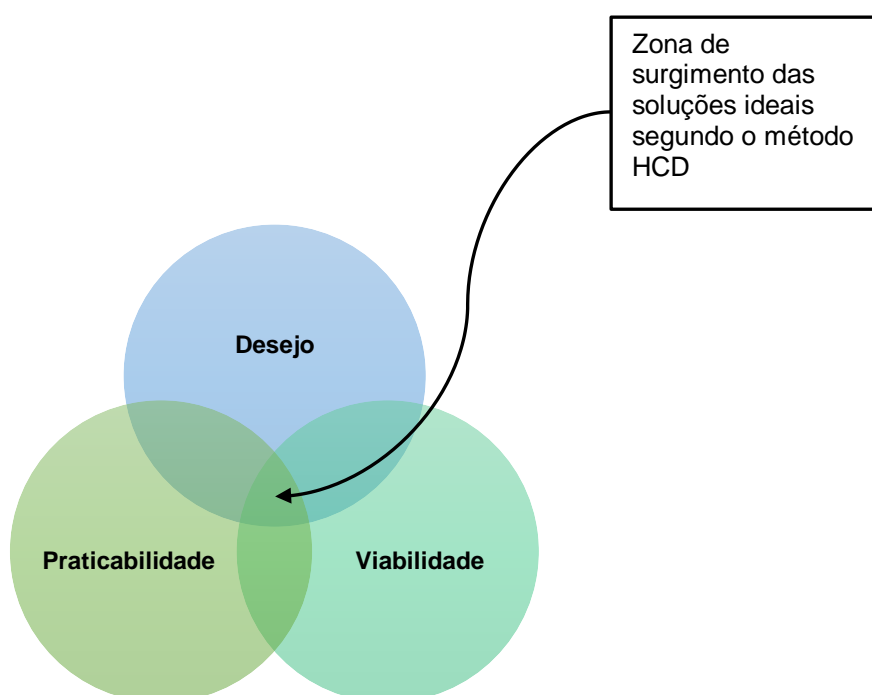 Zona de
surgimento das
soluções ideais
segundo o método
HCD
Desejo
Praticabilidade
Viabilidade